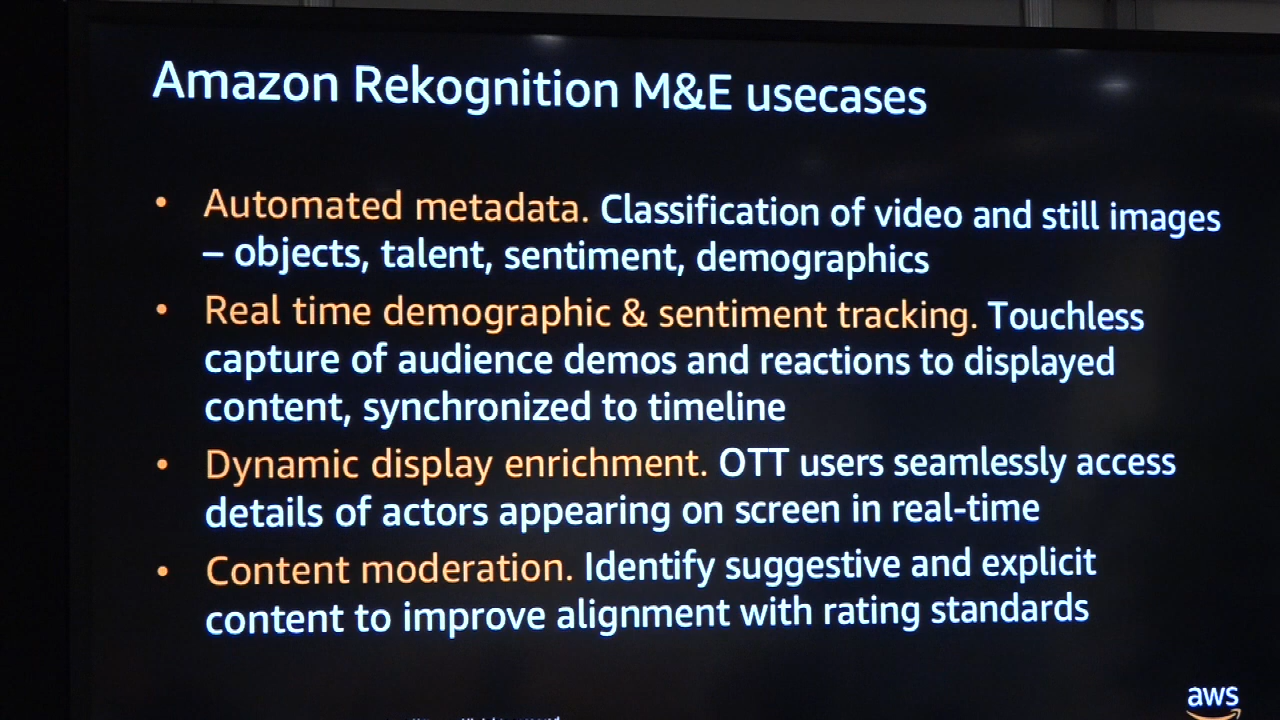 Amazon Rekognition M&E usecases
• Automated metadata. Classification of video and still images
– objects, talent, sentiment, demographics
• Real time demographic & sentiment tracking. Touchless
capture of audience demos and reactions to displayed
content, synchronized to timeline
• Dynamic display enrichment. OTT users seamlessly access
details of actors appearing on screen in real-time
• Content moderation. Identify suggestive and explicit
content to improve alignment with rating standards
aws